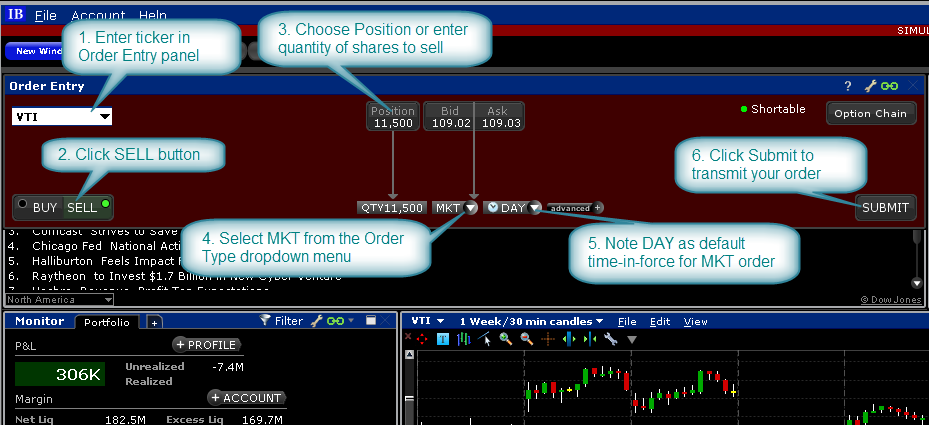 IB File Account Help
SIMUL
New Wind
1. Enter ticker in
Order Entry panel
3. Choose Position or enter
quantity of shares to sell
Order Entry
?
VTI
Position
11,500
Bid Ask
109.02 109.03
Shortable
Option Chain
2. Click SELL button
6. Click Submit to
transmit your order
BUY SELL
QTY11,500 MKT DAY advanced +
SUBMIT
4. Select MKT from the Order
Type dropdown menu
5. Note DAY as default
time-in-force for MKT order
3. Comcast Strives to Save
4. Chicago Fed National Acti
5. Halliburton Feels Impact F
6. Raytheon to Invest $1.7 Billion in New Cyber Venture
7. Hasbro Revenue, Profit Top Expectations
North America
© DowJones
Monitor Portfolio + Filter
P&L + PROFILE
306K
Unrealized -7.4M
Realized
Margin + ACCOUNT
Net Liq 182.5M Excess Liq 169.7M
VTI 1 Week/30 min candles File Edit View
T